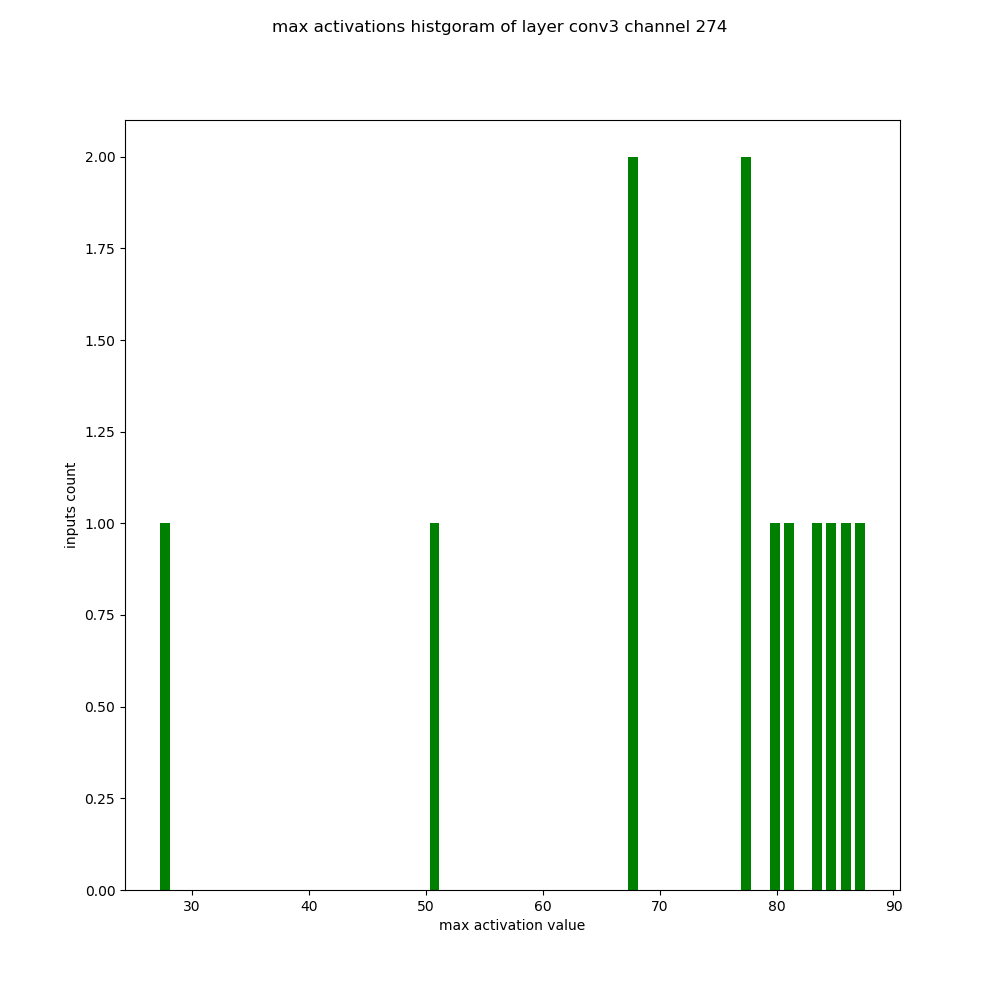 max activations histgoram of layer conv3 channel 274
2.00
1.75
1.50
1.25
1.00
0.75
0.50
0.25
0.00
inputs count
30 40 50 60 70 80 90
max activation value